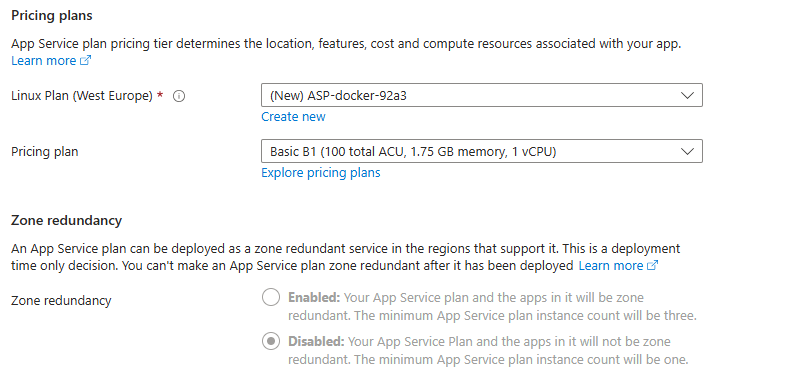 Pricing plans
App Service plan pricing tier determines the location, features, cost and compute resources associated with your app.
Learn more
Linux Plan (West Europe) *
(New) ASP-docker-92a3
Create new
Pricing plan
Basic B1 (100 total ACU, 1.75 GB memory, 1 vCPU)
Explore pricing plans
Zone redundancy
An App Service plan can be deployed as a zone redundant service in the regions that support it. This is a deployment
time only decision. You can't make an App Service plan zone redundant after it has been deployed Learn more
Zone redundancy
Enabled: Your App Service plan and the apps in it will be zone
redundant. The minimum App Service plan instance count will be three.
Disabled: Your App Service Plan and the apps in it will not be zone
redundant. The minimum App Service plan instance count will be one.